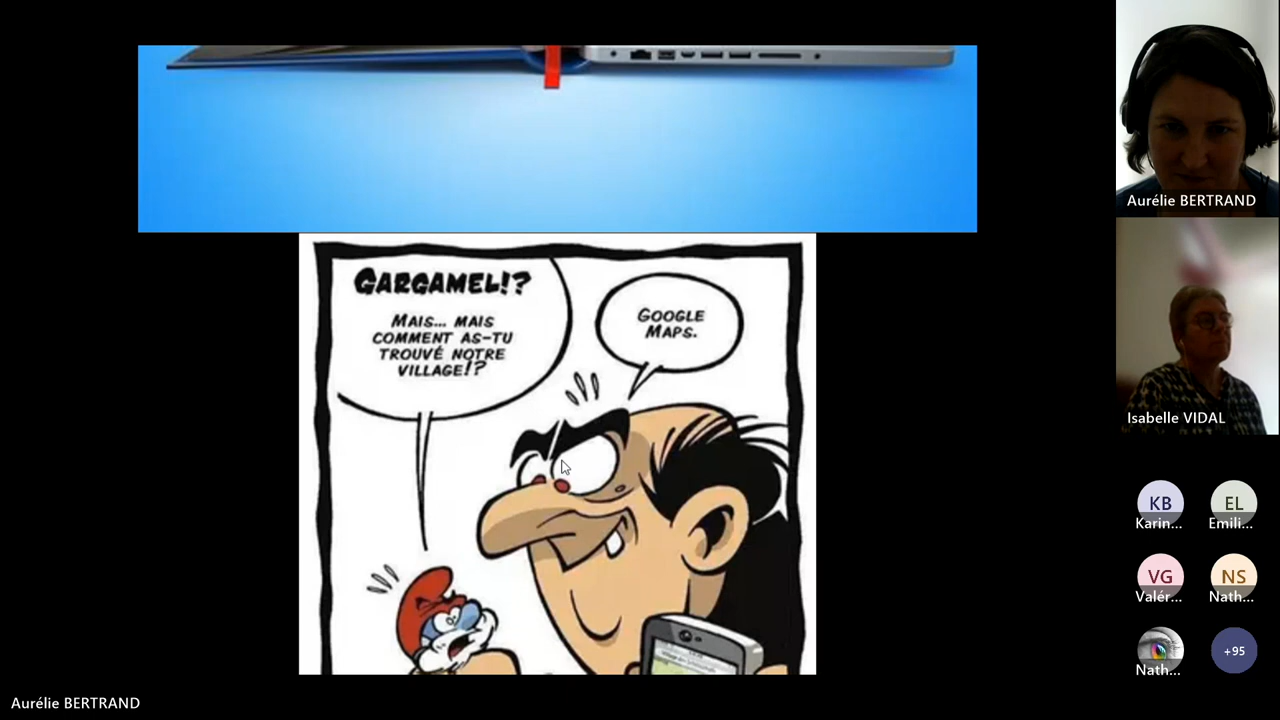 GARGAMEL!?
MAIS... MAIS
COMMENT AS-TU
TROUVÉ NOTRE
VILLAGE!?
GOOGLE
MAPS.
Aurélie BERTRAND
Isabelle VIDAL
KB
Karin...
EL
Emili...
VG
Valér...
NS
Nath...
Nath...
+95
Aurélie BERTRAND